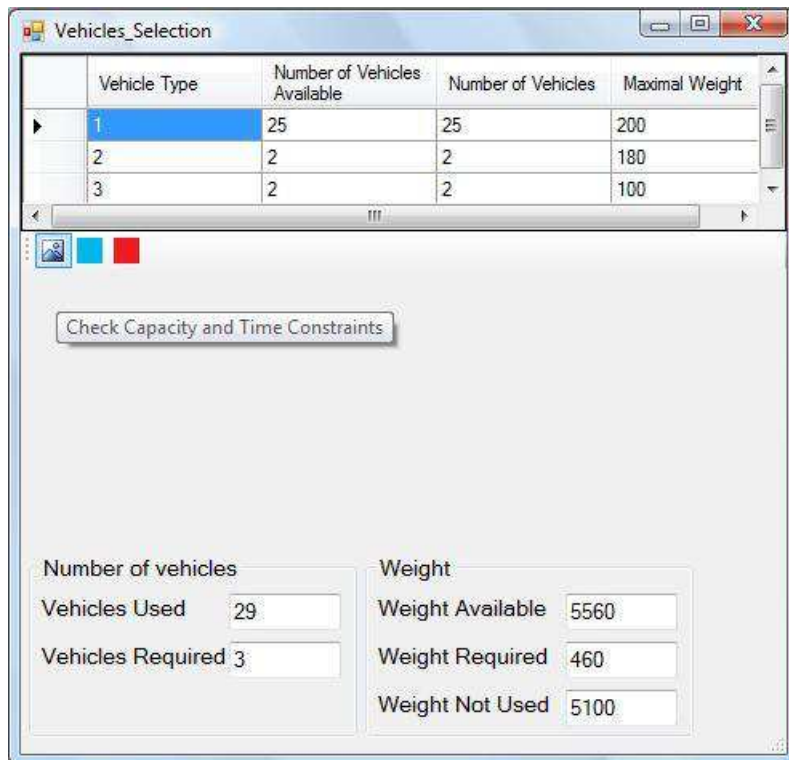 Vehicles_Selection
Vehicle Type Number of Vehicles Available Number of Vehicles Maximal Weight
1 25 25 200
2 2 2 180
3 2 2 100
Check Capacity and Time Constraints
Number of vehicles
Vehicles Used 29
Vehicles Required 3
Weight
Weight Available 5560
Weight Required 460
Weight Not Used 5100